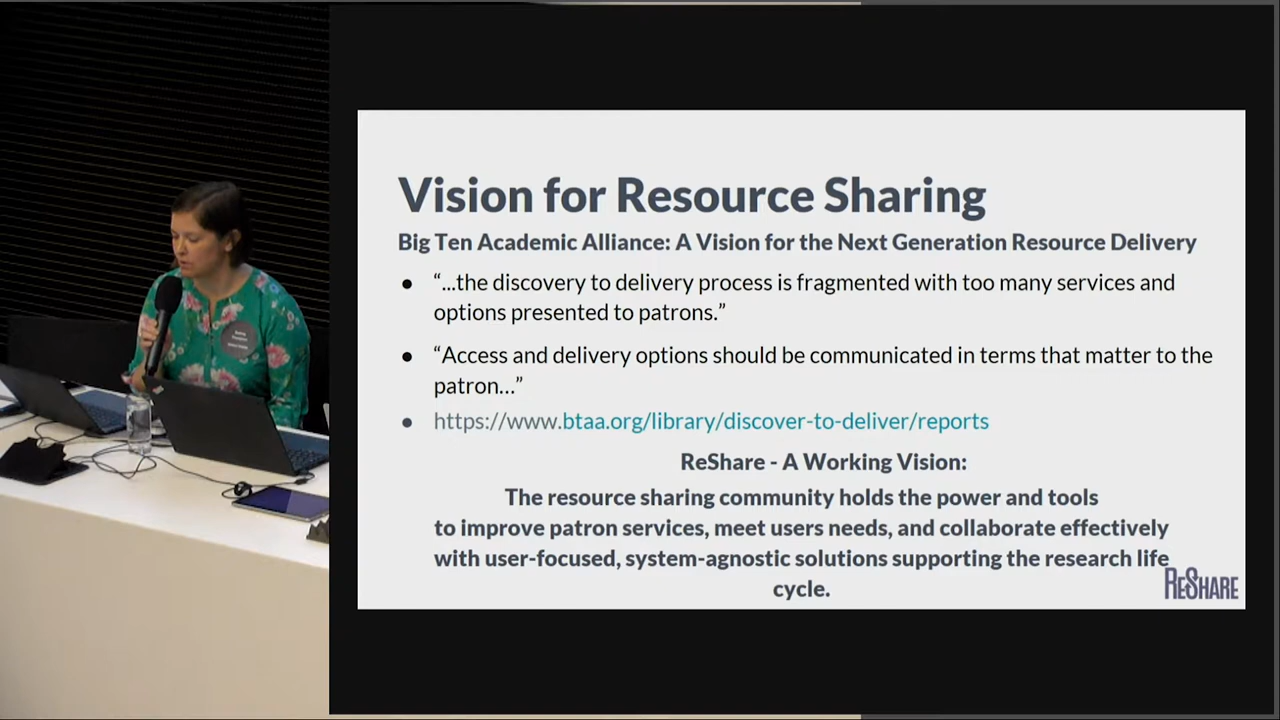 Vision for Resource Sharing
Big Ten Academic Alliance: A Vision for the Next Generation Resource Delivery
● “...the discovery to delivery process is fragmented with too many services and
options presented to patrons.”
● “Access and delivery options should be communicated in terms that matter to the
patron…”
● https://www.btaa.org/library/discover-to-deliver/reports
ReShare - A Working Vision:
The resource sharing community holds the power and tools
to improve patron services, meet users needs, and collaborate effectively
with user-focused, system-agnostic solutions supporting the research life
cycle.
RESHARE